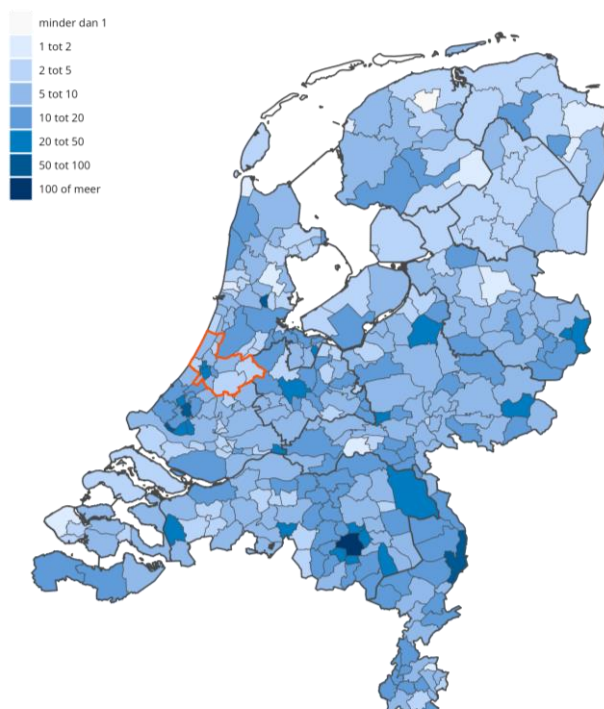 minder dan 1
1 tot 2
2 tot 5
5 tot 10
10 tot 20
20 tot 50
50 tot 100
100 of meer